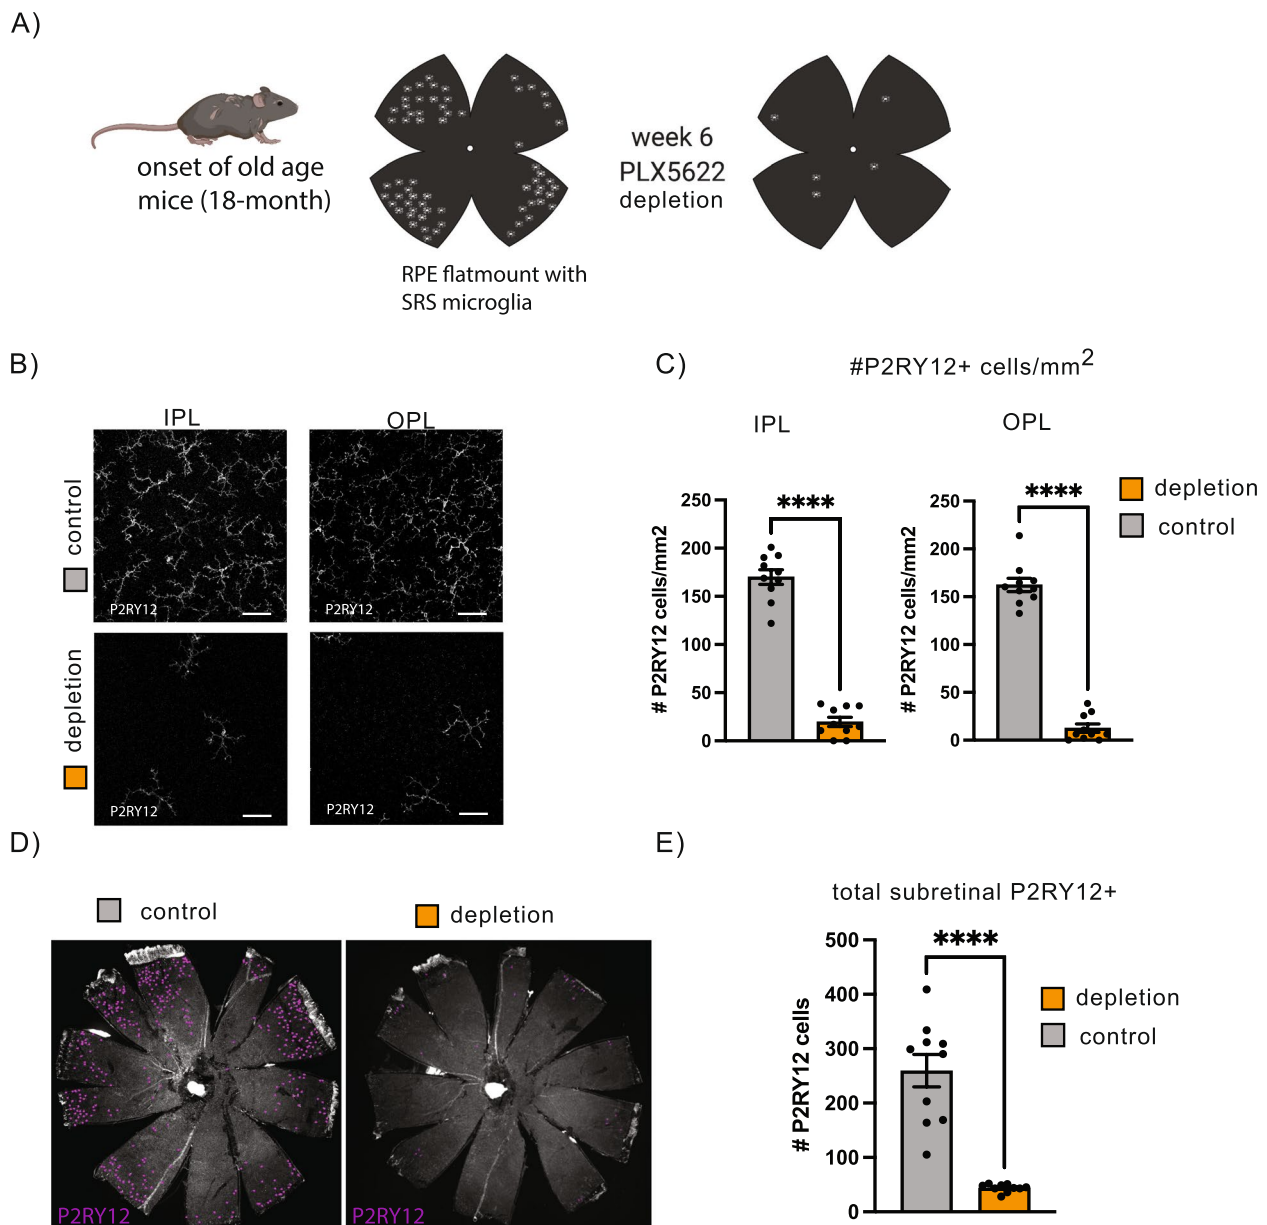 A)
onset of old age
mice (18-month)
RPE flatmount with
SRS microglia
week 6
PLX5622
depletion
B)
IPL
OPL
control
P2RY12
P2RY12
depletion
P2RY12
P2RY12
C)
#P2RY12+ cells/mm2
IPL
# P2RY12 cells/mm2
250
200
150
100
50
0
****
OPL
# P2RY12 cells/mm2
250
200
150
100
50
0
****
depletion
control
D)
control
depletion
P2RY12
P2RY12
E)
total subretinal P2RY12+
# P2RY12 cells
500
400
300
200
100
0
****
depletion
control